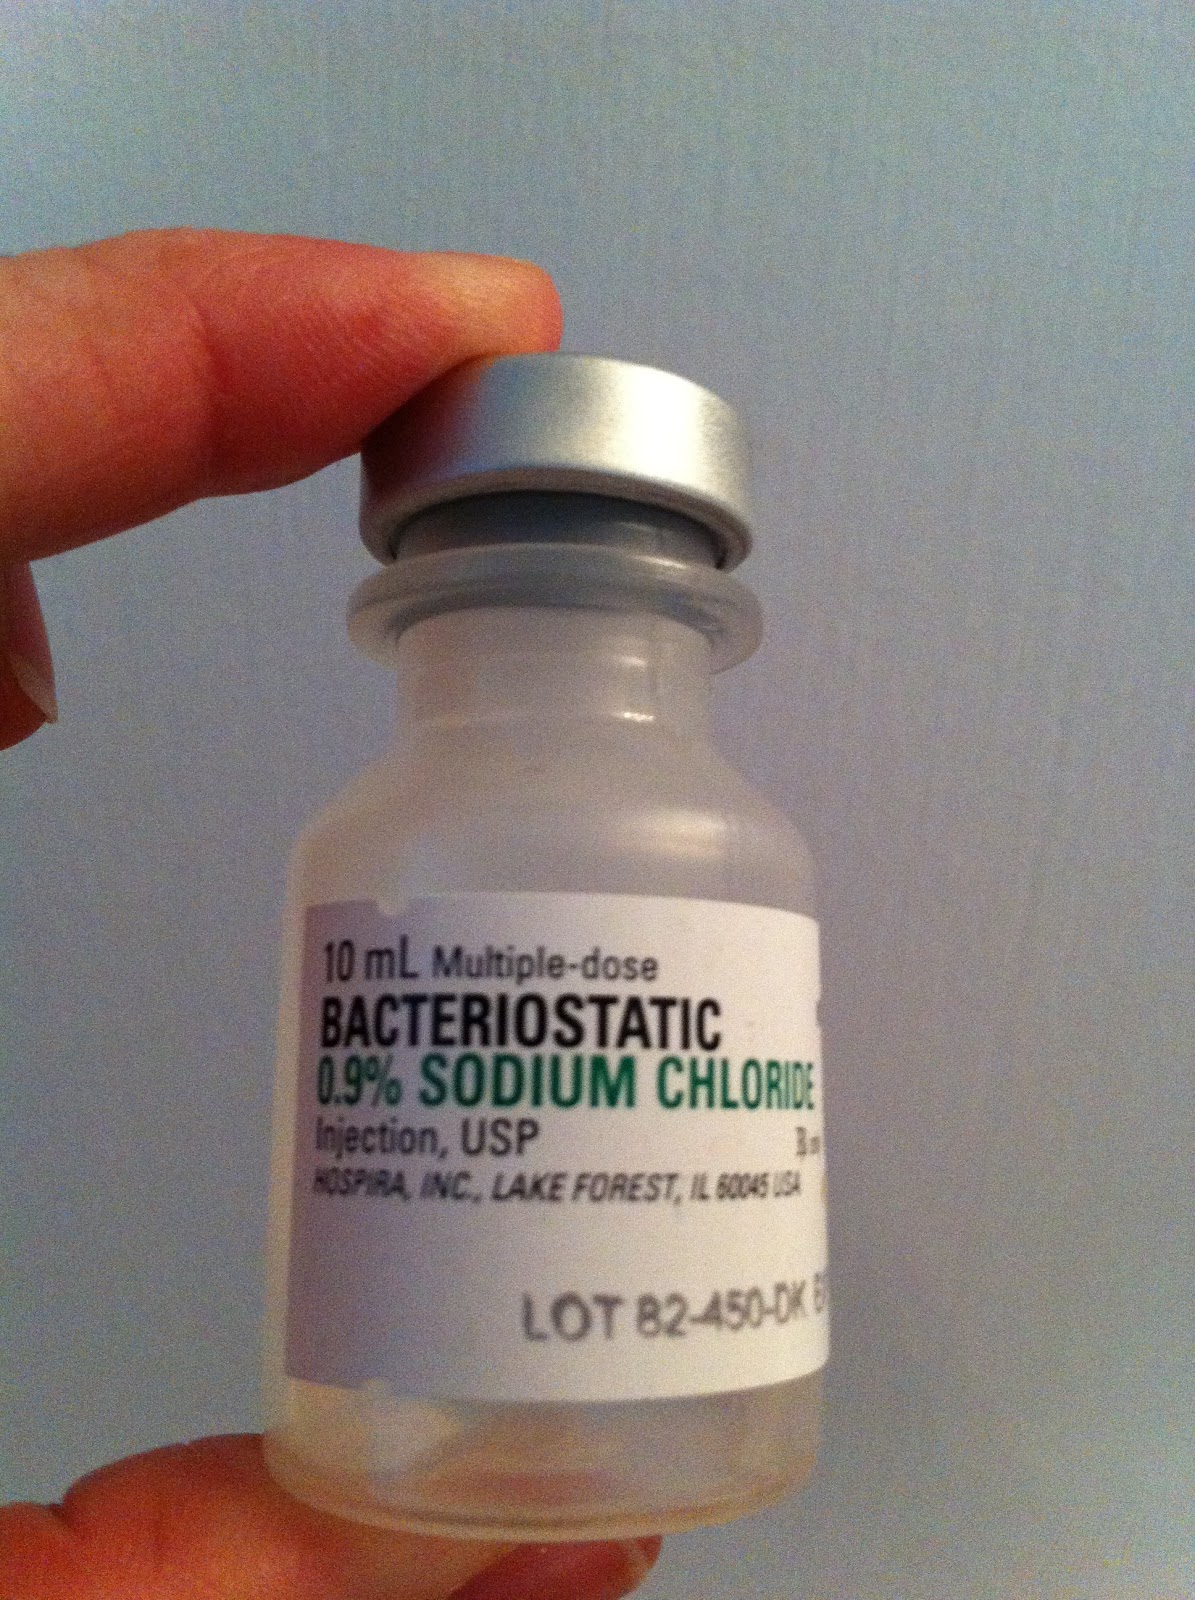 10 mL Multiple-dose
BACTERIOSTATIC
0.9% SODIUM CHLORIDE
Injection, USP
HOSPIRA, INC., LAKE FOREST, IL 60045 USA
LOT 82-450-DK